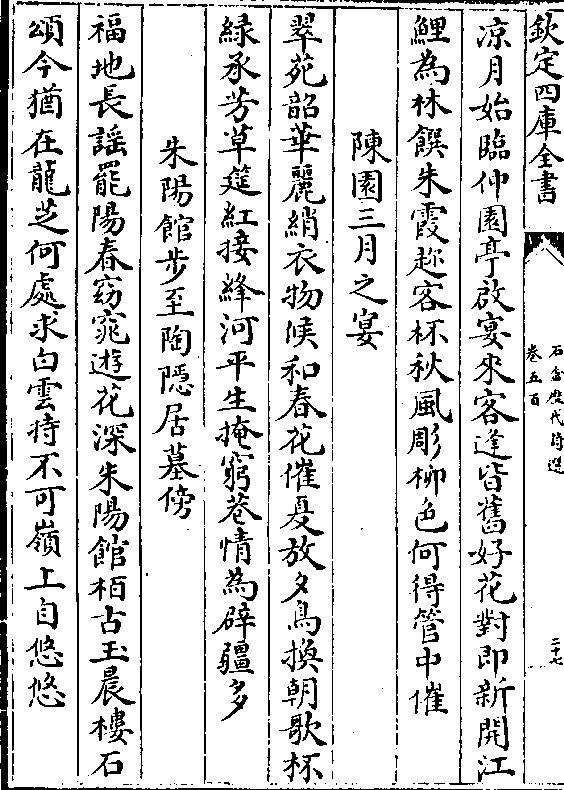 欽定四庫全書
石倉歷代詩選
卷五百
二十七
凉月始臨仲園亭啟宴來客逢皆舊好花對即新開江
鯉為林饌朱霞趂客杯秋風彫柳色何得管中催
陳園三月之宴
翠苑韶華麗綃衣物候和春花催夏放夕鳥換朝歌杯
緑承芳草筵紅接絳河平生掩窮巷情為辟疆多
朱陽館步至陶隱居墓傍
福地長謡罷陽春窈窕遊花深朱陽館栢古玉晨樓石
頌今猶在龍芝何處求白雲持不可嶺上自悠悠